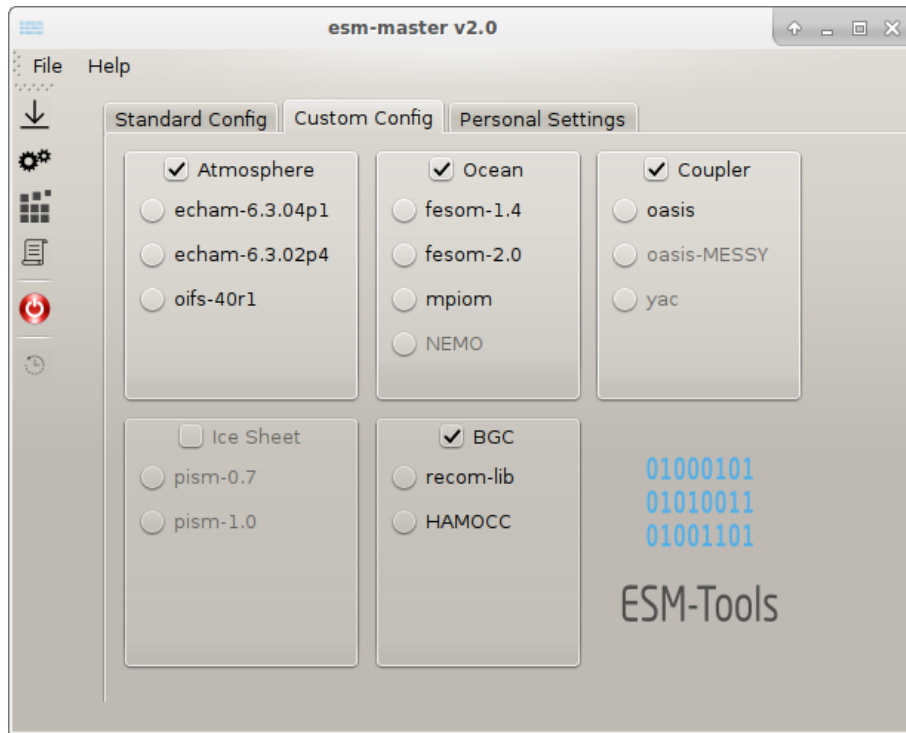 esm-master v2.0
File Help
Standard Config Custom Config Personal Settings
Atmosphere
echam-6.3.04p1
echam-6.3.02p4
oifs-40r1
Ocean
fesom-1.4
fesom-2.0
mpiom
NEMO
Coupler
oasis
oasis-MESSY
yac
Ice Sheet
pism-0.7
pism-1.0
BGC
recom-lib
HAMOCC
01000101
01010011
01001101
ESM-Tools